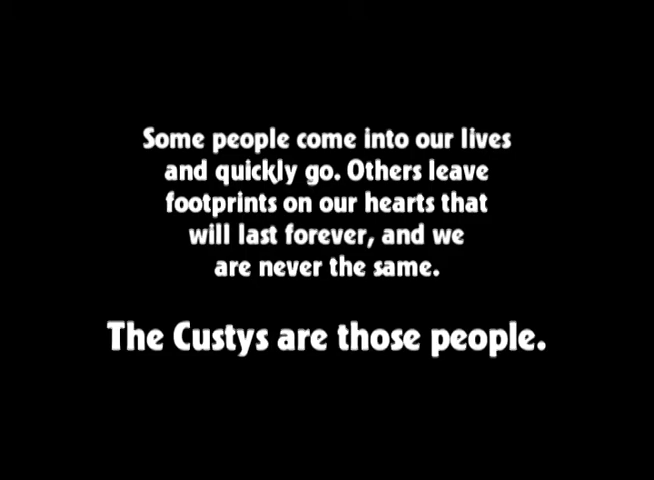 Some people come into our lives
and quickly go. Others leave
footprints on our hearts that
will last forever, and we
are never the same.
The Custys are those people.